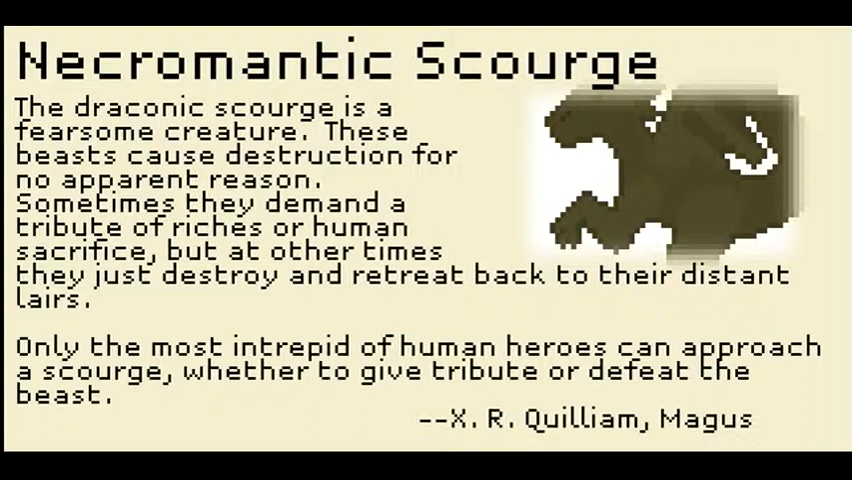 Necromantic Scourge
The draconic scourge is a
fearsome creature. These
beasts cause destruction for
no apparent reason.
Sometimes they demand a
tribute of riches or human
sacrifice, but at other times
they just destroy and retreat back to their distant
lairs.
Only the most intrepid of human heroes can approach
a scourge, whether to give tribute or defeat the
beast.
--X. R. Quilliam, Magus